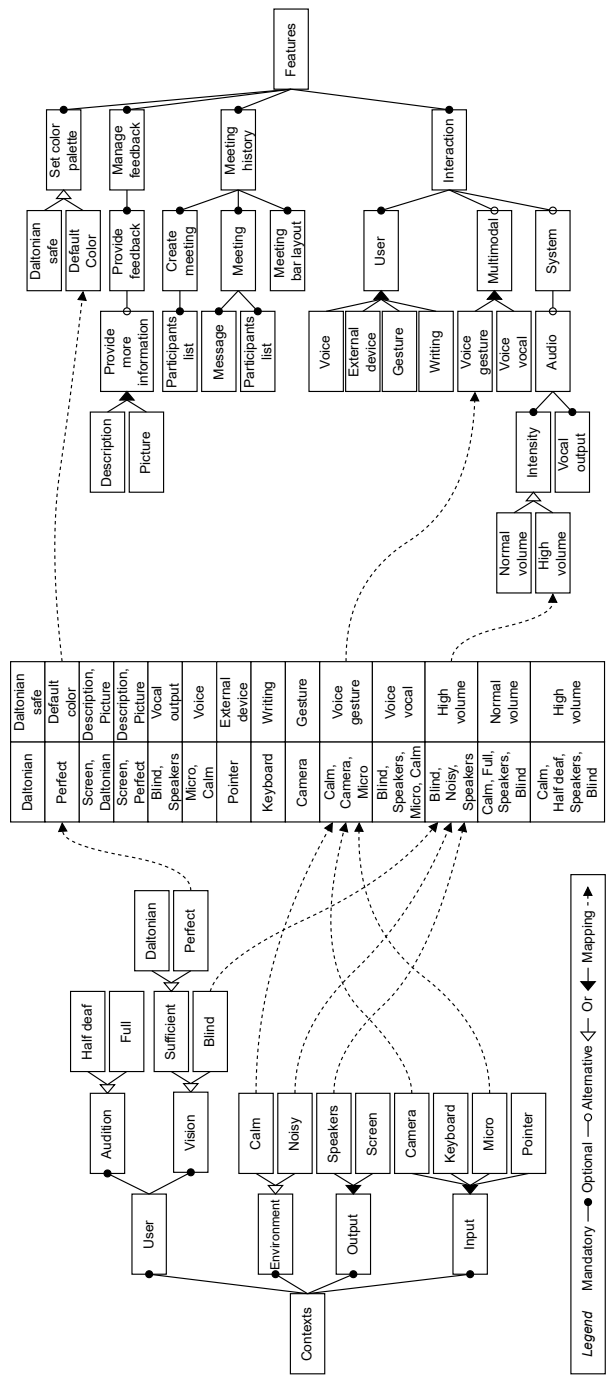 Contexts
User
Audition
Half deaf
Full
Vision
Sufficient
Daltonian
Perfect
Blind
Environment
Calm
Noisy
Output
Speakers
Screen
Input
Camera
Keyboard
Micro
Pointer
Daltonian
Daltonian
safe
Perfect
Default
color
Screen,
Daltonian
Description,
Picture
Screen,
Perfect
Description,
Picture
Blind,
Speakers
Vocal
output
Micro,
Calm
Voice
Pointer
External
device
Keyboard
Writing
Camera
Gesture
Calm,
Camera,
Micro
Voice
gesture
Blind,
Speakers,
Micro, Calm
Voice
vocal
Blind,
Noisy,
Speakers
High
volume
Calm, Full,
Speakers,
Blind
Normal
volume
Calm,
Half deaf,
Speakers,
Blind
High
volume
Features
Set color
palette
Daltonian
safe
Default
Color
Manage
feedback
Provide
feedback
Provide
more
information
Description
Picture
Meeting
history
Create
meeting
Participants
list
Meeting
Message
Participants
list
Meeting
bar layout
Interaction
User
Voice
External
device
Gesture
Writing
Multimodal
Voice
gesture
Voice
vocal
System
Audio
Intensity
Normal
volume
High
volume
Vocal
output
Legend Mandatory Optional Alternative Or Mapping